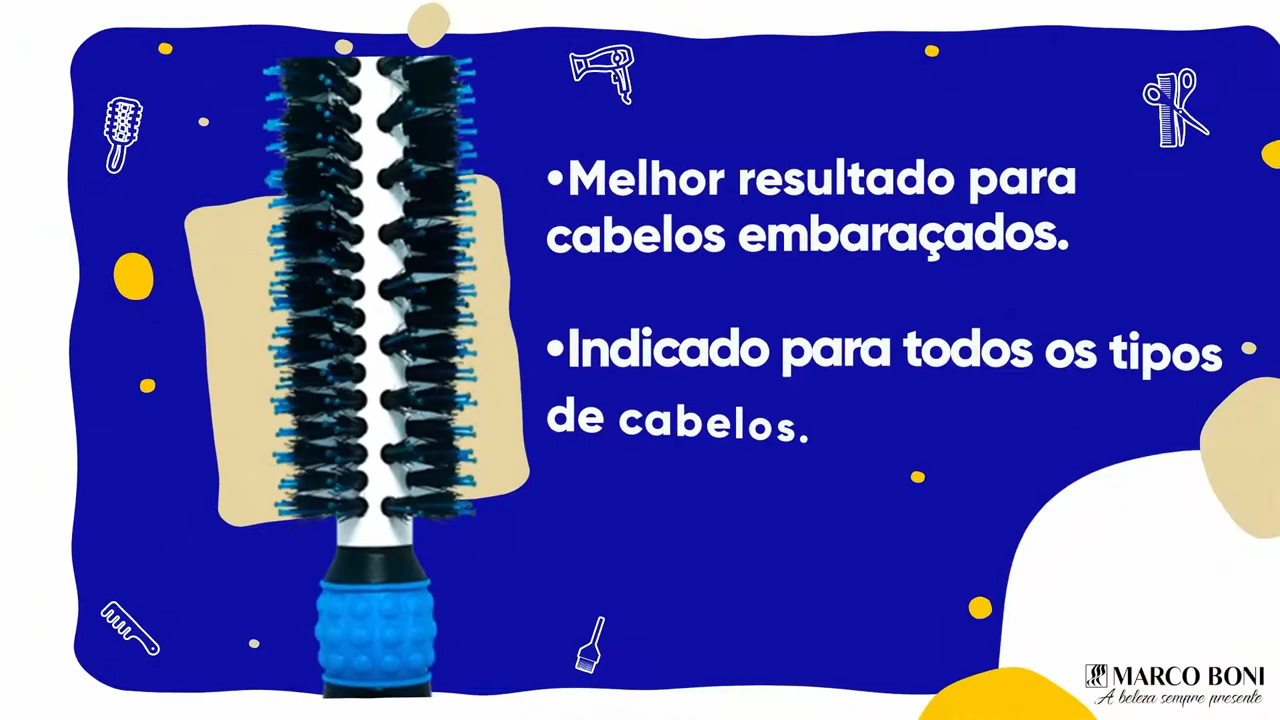 •Melhor resultado para
cabelos embaraçados.
•Indicado para todos os tipos
de cabelos.
MARCO BONI
A beleza sempre presente